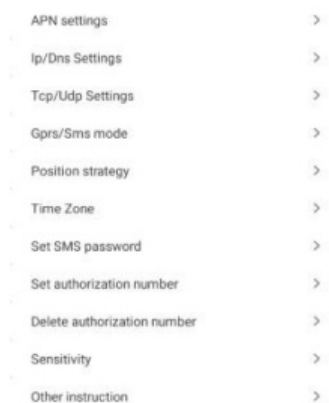 APN settings
Ip/Dns Settings
Tcp/Udp Settings
Gprs/Sms mode
Position strategy
Time Zone
Set SMS password
Set authorization number
Delete authorization number
Sensitivity
Other instruction